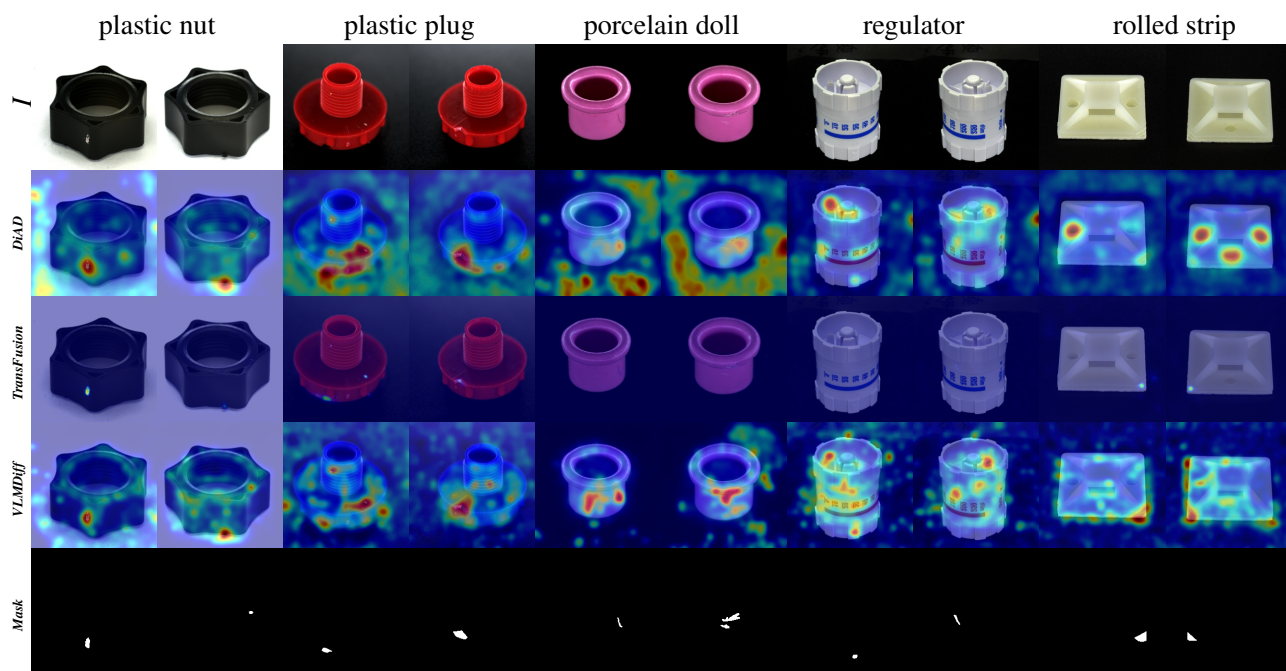 plastic nut plastic plug porcelain doll regulator rolled strip
I
DiAD
TransFusion
VLMDiff
Mask